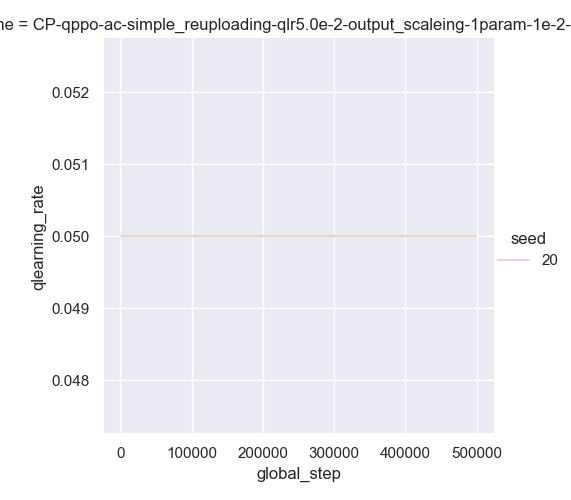 ne = CP-qppo-ac-simple_reuploading-qlr5.0e-2-output_scaleing-1param-1e-2-
0.052
0.051
0.050
0.049
0.048
qlearning_rate
seed
20
0 100000 200000 300000 400000 500000
global_step